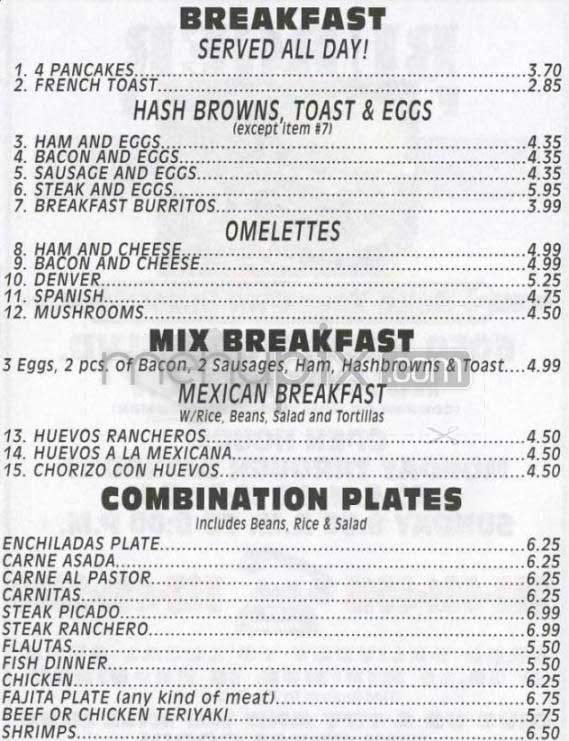 BREAKFAST
SERVED ALL DAY!
1. 4 PANCAKES 3.70
2. FRENCH TOAST 2.85
HASH BROWNS, TOAST & EGGS
(except item #7)
3. HAM AND EGGS 4.35
4. BACON AND EGGS 4.35
5. SAUSAGE AND EGGS 4.35
6. STEAK AND EGGS 5.95
7. BREAKFAST BURRITOS 3.99
OMELETTES
8. HAM AND CHEESE 4.99
9. BACON AND CHEESE 4.99
10. DENVER 5.25
11. SPANISH 4.75
12. MUSHROOMS 4.50
MIX BREAKFAST
menupix.com
3 Eggs, 2 pcs. of Bacon, 2 Sausages, Ham, Hashbrowns & Toast....4.99
MEXICAN BREAKFAST
W/Rice, Beans, Salad and Tortillas
13. HUEVOS RANCHEROS 4.50
14. HUEVOS A LA MEXICANA 4.50
15. CHORIZO CON HUEVOS 4.50
COMBINATION PLATES
Includes Beans, Rice & Salad
ENCHILADAS PLATE 6.25
CARNE ASADA 6.25
CARNE AL PASTOR 6.25
CARNITAS 6.25
STEAK PICADO 6.99
STEAK RANCHERO 6.99
FLAUTAS 5.50
FISH DINNER 5.50
CHICKEN 6.25
FAJITA PLATE (any kind of meat) 6.75
BEEF OR CHICKEN TERIYAKI 5.75
SHRIMPS 6.50